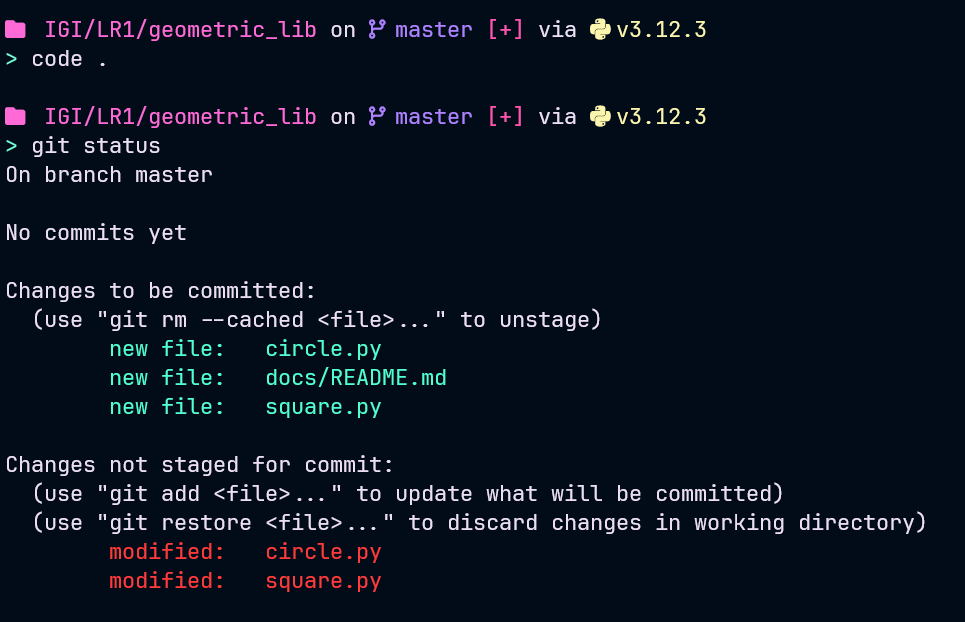 IGI/LR1/geometric_lib on master [+] via v3.12.3
> code .
IGI/LR1/geometric_lib on master [+] via v3.12.3
> git status
On branch master
No commits yet
Changes to be committed:
(use "git rm --cached <file>..." to unstage)
new file: circle.py
new file: docs/README.md
new file: square.py
Changes not staged for commit:
(use "git add <file>..." to update what will be committed)
(use "git restore <file>..." to discard changes in working directory)
modified: circle.py
modified: square.py